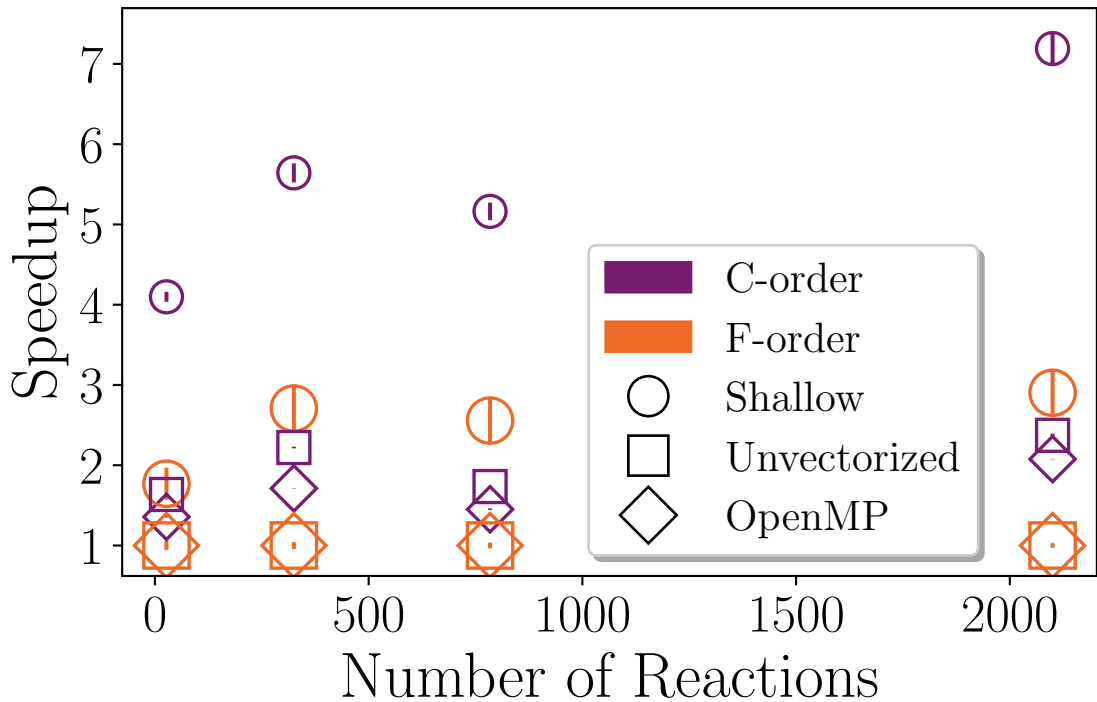 7
6
5
4
3
2
1
Speedup
C-order
F-order
Shallow
Unvectorized
OpenMP
0 500 1000 1500 2000
Number of Reactions